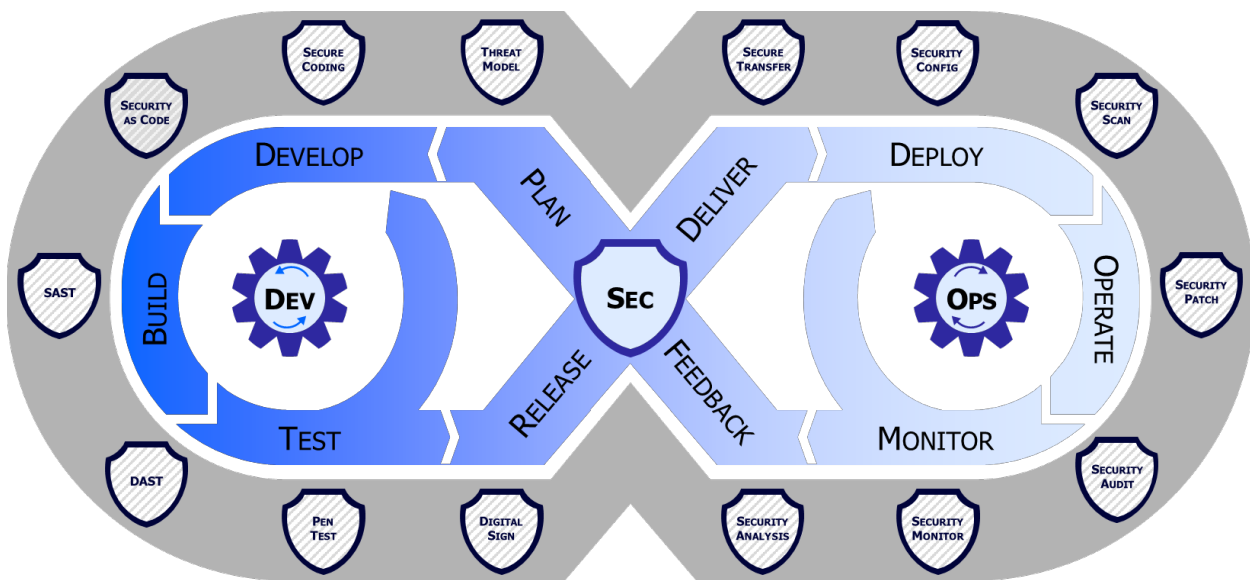 SECURE
CODING
THREAT
MODEL
SECURE
TRANSFER
SECURITY
CONFIG
SECURITY
AS CODE
SECURITY
SCAN
DEVELOP
PLAN
DELIVER
DEPLOY
SAST
BUILD
DEV
SEC
OPS
OPERATE
SECURITY
PATCH
TEST
RELEASE
FEEDBACK
MONITOR
DAST
SECURITY
AUDIT
PEN
TEST
DIGITAL
SIGN
SECURITY
ANALYSIS
SECURITY
MONITOR